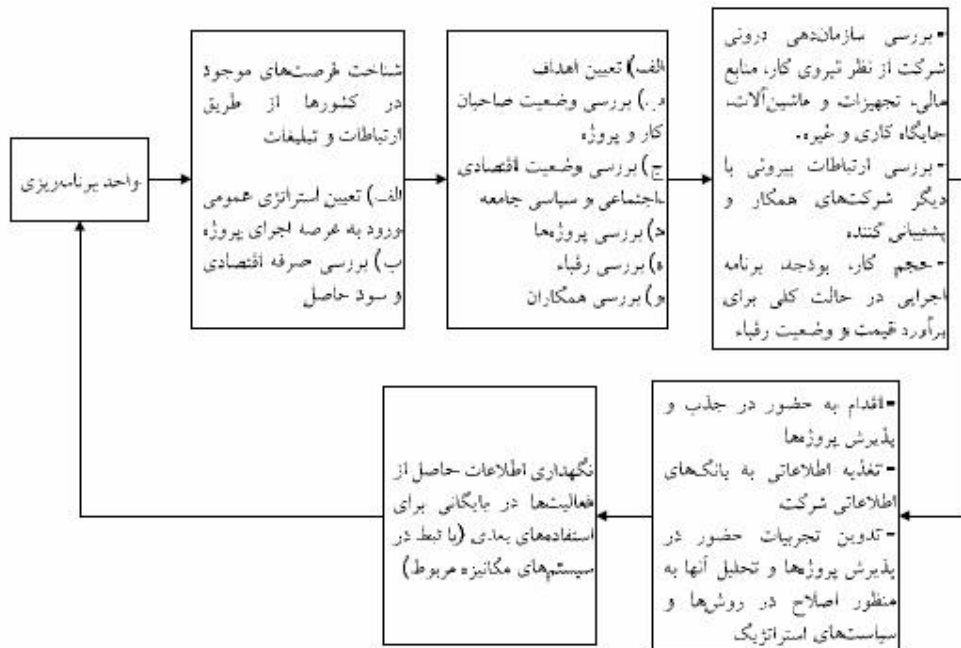 واحد برنامه‌ریزی
شناخت فرصت‌های موجود
در کشورها از طریق
ارتباطات و تبلیغات
الف) تعیین استراتژی عمومی
ورود به عرصه اجرای پروژه
ب) بررسی صرفه اقتصادی
و سود حاصل
الف) تعیین اهداف
ب) بررسی وضعیت صاحبان
کار و پروژه
ج) بررسی وضعیت اقتصادی
اجتماعی و سیاسی جامعه
د) بررسی پروژه‌ها
ه) بررسی رقباء
و) بررسی همکاران
- بررسی سازمان‌دهی درونی
شرکت از نظر نیروی کار، منابع
مالی، تجهیزات و ماشین‌آلات،
جایگاه کاری و غیره.
- بررسی ارتباطات بیرونی با
دیگر شرکت‌های همکار و
پشتیبانی کننده
- حجم کار، بودجه، برنامه
اجرایی در حالت کلی برای
برآورد قیمت و وضعیت رقباء
- اقدام به حضور در جذب و
پذیرش پروژه‌ها
- تغذیه اطلاعاتی به بانک‌های
اطلاعاتی شرکت
- تدوین تجربیات حضور در
پذیرش پروژه‌ها و تحلیل آنها به
منظور اصلاح در روش‌ها و
سیاست‌های استراتژیک
نگهداری اطلاعات حاصل از
فعالیت‌ها در بایگانی برای
استفاده‌های بعدی (یا ثبط در
سیستم‌های مکانیزه مربوط)